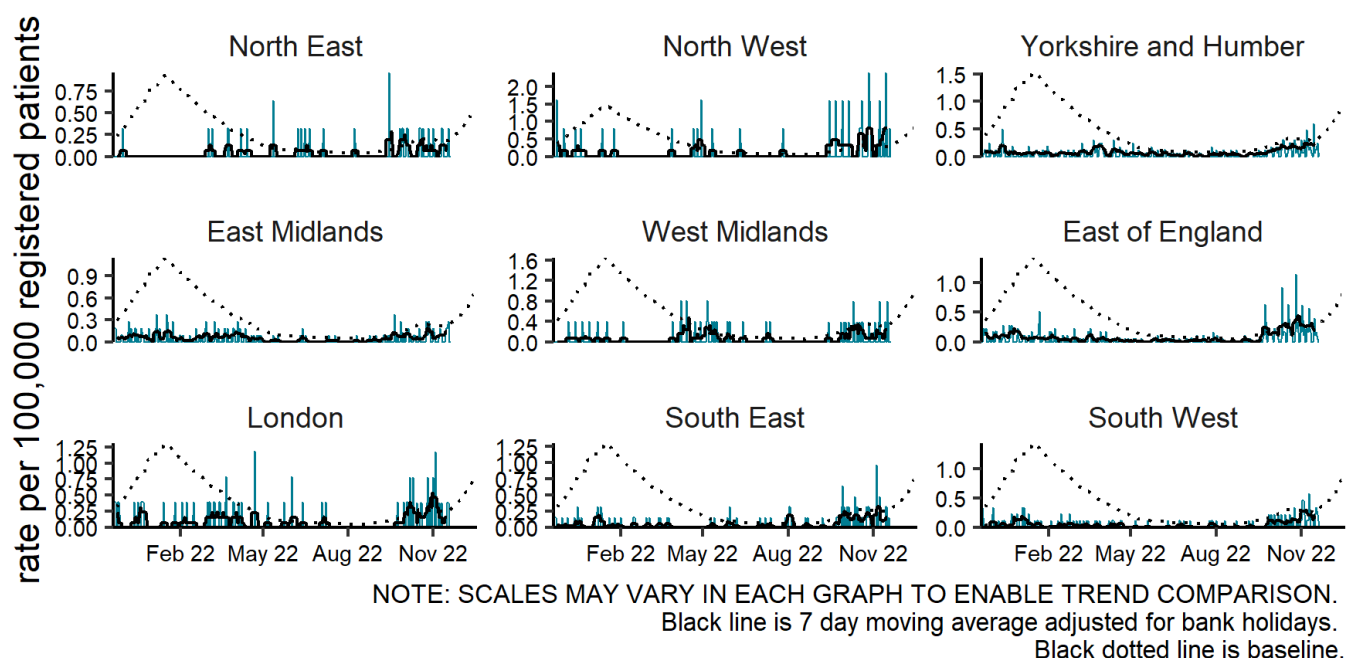 rate per 100,000 registered patients
North East
North West
Yorkshire and Humber
0.75
0.50
0.25
0.00
2.0
1.5
1.0
0.5
0.0
1.5
1.0
0.5
0.0
East Midlands
West Midlands
East of England
0.9
0.6
0.3
0.0
1.6
1.2
0.8
0.4
0.0
1.0
0.5
0.0
London
South East
South West
1.25
1.00
0.75
0.50
0.25
0.00
1.25
1.00
0.75
0.50
0.25
0.00
1.0
0.5
0.0
Feb 22 May 22 Aug 22 Nov 22
Feb 22 May 22 Aug 22 Nov 22
Feb 22 May 22 Aug 22 Nov 22
NOTE: SCALES MAY VARY IN EACH GRAPH TO ENABLE TREND COMPARISON.
Black line is 7 day moving average adjusted for bank holidays.
Black dotted line is baseline.